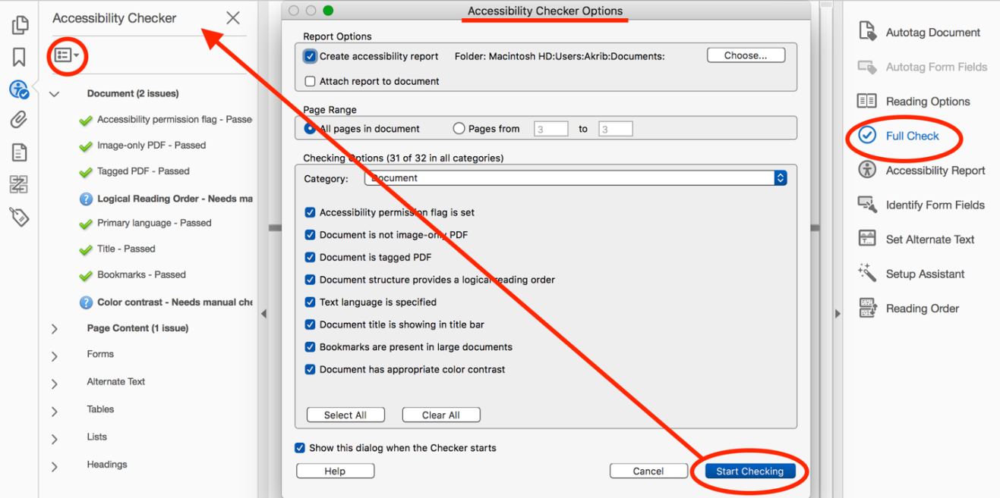 Accessibility Checker
Document (2 issues)
Accessibility permission flag - Passe
Image-only PDF - Passed
Tagged PDF - Passed
Logical Reading Order - Needs ma
Primary language - Passed
Title - Passed
Bookmarks - Passed
Color contrast - Needs manual che
Page Content (1 issue)
Forms
Alternate Text
Tables
Lists
Headings
Accessibility Checker Options
Report Options
Create accessibility report Folder: Macintosh HD:Users:Akrib:Documents: Choose...
Attach report to document
Page Range
All pages in document Pages from 3 to 3
Checking Options (31 of 32 in all categories)
Category: Document
Accessibility permission flag is set
Document is not image-only PDF
Document is tagged PDF
Document structure provides a logical reading order
Text language is specified
Document title is showing in title bar
Bookmarks are present in large documents
Document has appropriate color contrast
Select All Clear All
Show this dialog when the Checker starts
Help Cancel Start Checking
Autotag Document
Autotag Form Fields
Reading Options
Full Check
Accessibility Report
Identify Form Fields
Set Alternate Text
Setup Assistant
Reading Order